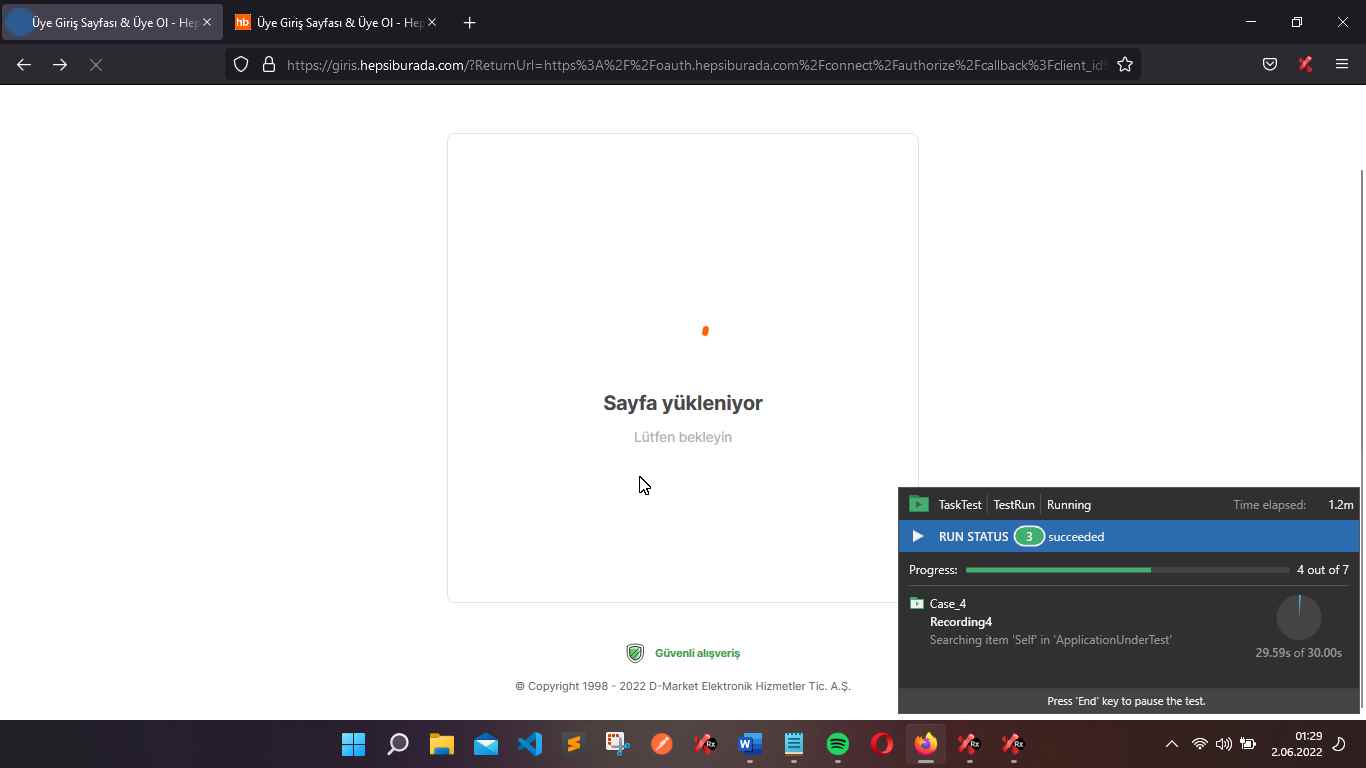 Üye Giriş Sayfası & Üye Ol - Hep
hb Üye Giriş Sayfası & Üye Ol - Hep
https://giris.hepsiburada.com/?ReturnUrl=https%3A%2F%2Foauth.hepsiburada.com%2Fconnect%2Fauthorize%2Fcallback%3Fclient_id%
Sayfa yükleniyor
Lütfen bekleyin
Güvenli alışveriş
© Copyright 1998 - 2022 D-Market Elektronik Hizmetler Tic. A.Ş.
TaskTest TestRun Running Time elapsed: 1.2m
RUN STATUS 3 succeeded
Progress: 4 out of 7
Case_4
Recording4
Searching item 'Self' in 'ApplicationUnderTest'
29.59s of 30.00s
Press 'End' key to pause the test.
Rx W Rx Rx
01:29
2.06.2022